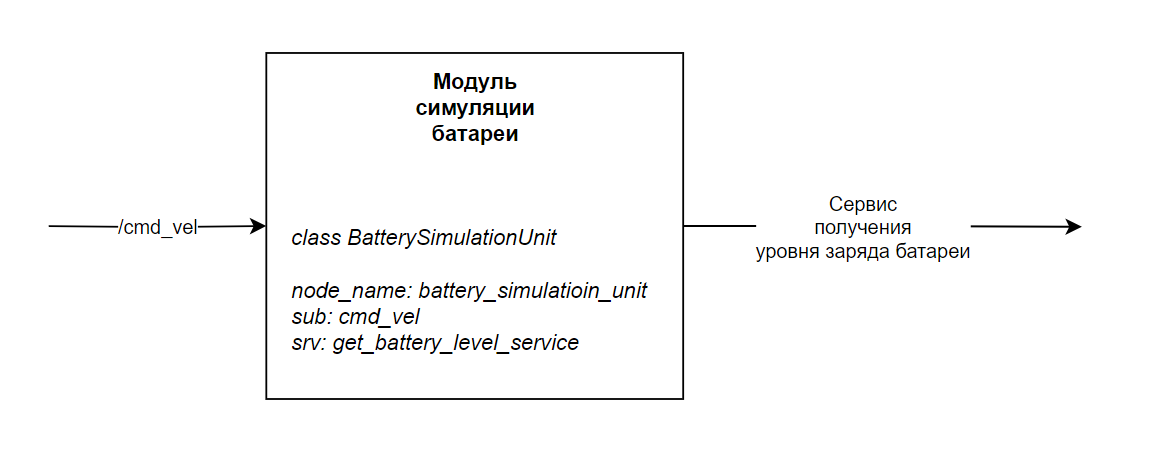 Модуль
симуляции
батареи
/cmd_vel
class BatterySimulationUnit
node_name: battery_simulatioin_unit
sub: cmd_vel
srv: get_battery_level_service
Сервис
получения
уровня заряда батареи